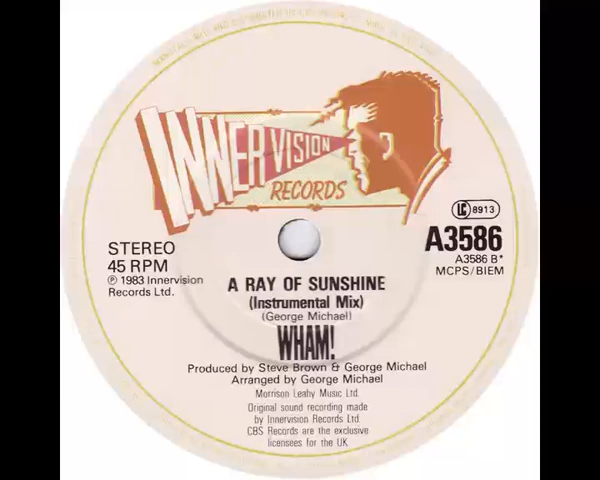 INNERVISION
RECORDS
LC 8913
STEREO
45 RPM
℗ 1983 Innervision
Records Ltd.
A3586
A3586 B*
MCPS/BIEM
A RAY OF SUNSHINE
(Instrumental Mix)
(George Michael)
WHAM!
Produced by Steve Brown & George Michael
Arranged by George Michael
Morrison Leahy Music Ltd.
Original sound recording made
by Innervision Records Ltd.
CBS Records are the exclusive
licensees for the UK